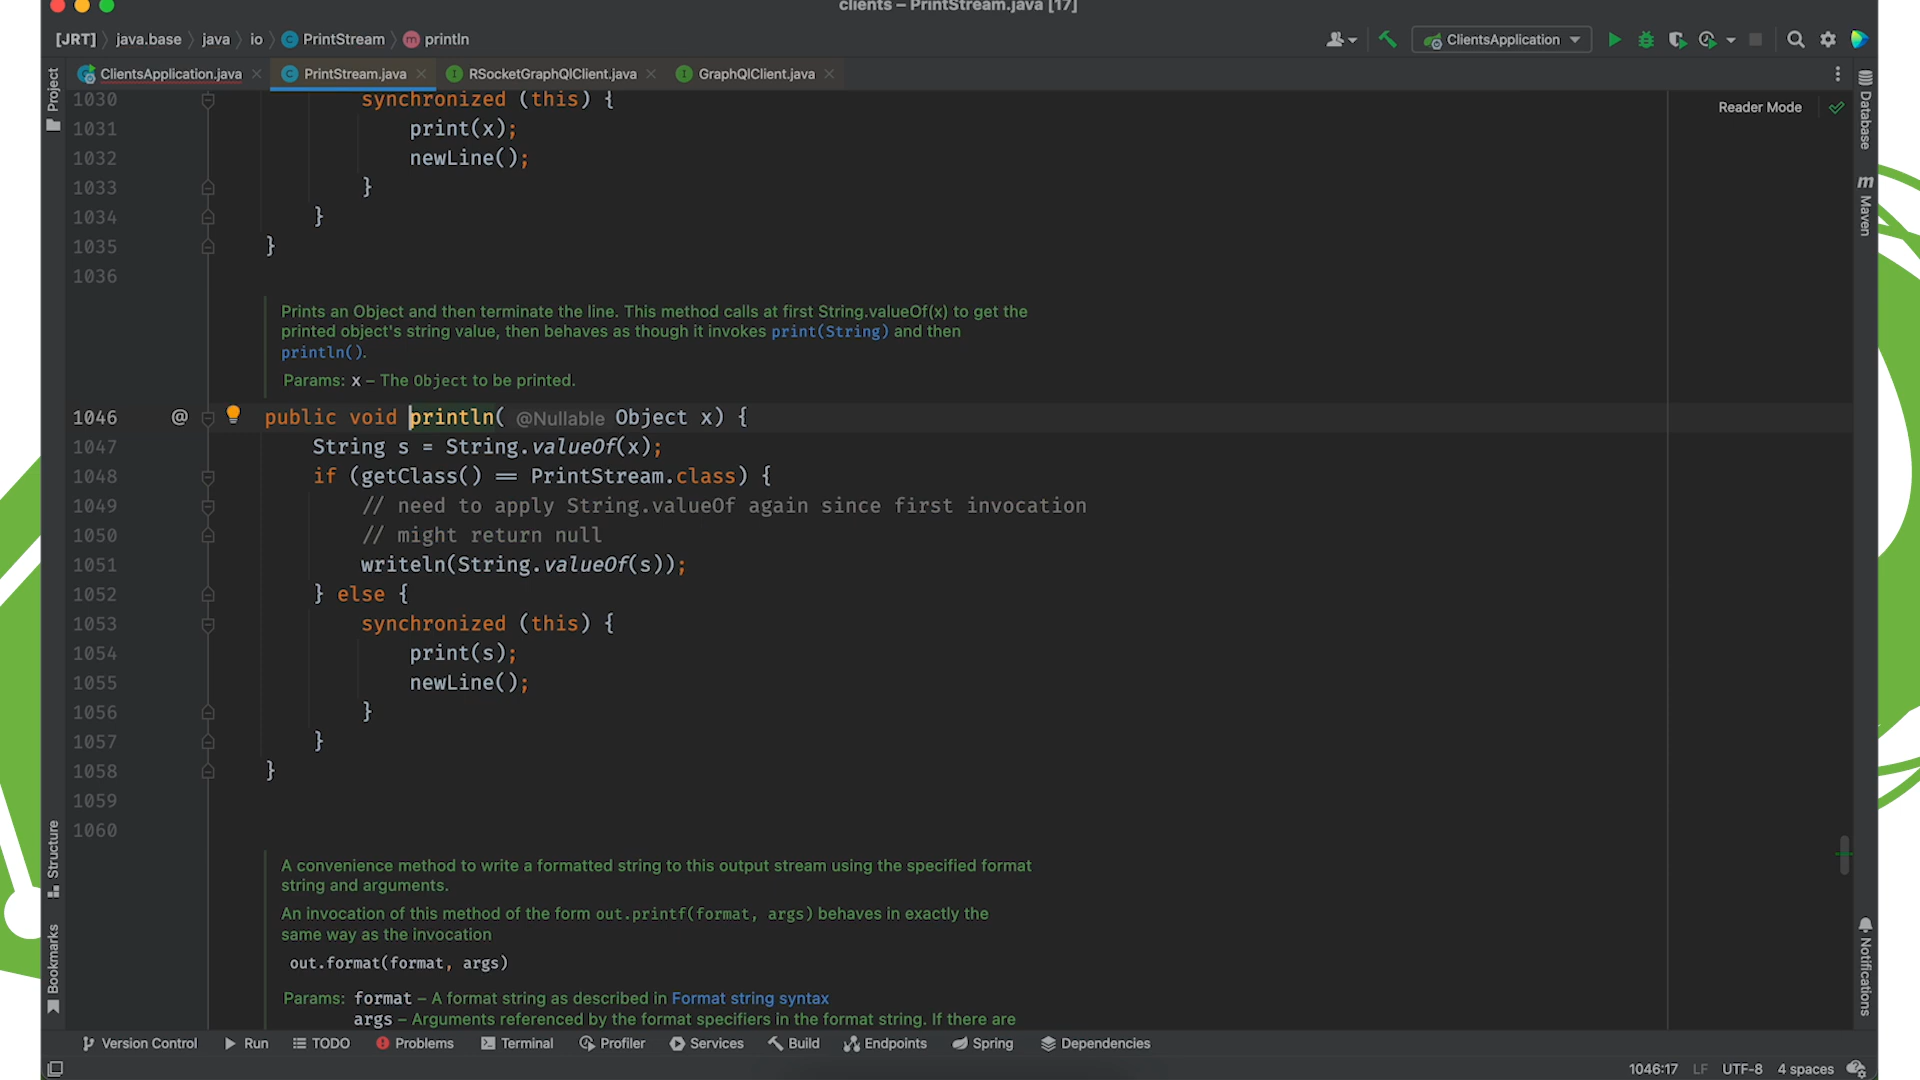 clients – PrintStream.java [17]
[JRT] java.base java io PrintStream println
ClientsApplication
ClientsApplication.java PrintStream.java RSocketGraphQlClient.java GraphQlClient.java
Project
Reader Mode
Database
Maven
1030 synchronized (this) {
1031 print(x);
1032 newLine();
1033 }
1034 }
1035 }
1036
Prints an Object and then terminate the line. This method calls at first String.valueOf(x) to get the
printed object's string value, then behaves as though it invokes print(String) and then
println().
Params: x – The Object to be printed.
1046 @ public void println( @Nullable Object x) {
1047 String s = String.valueOf(x);
1048 if (getClass() == PrintStream.class) {
1049 // need to apply String.valueOf again since first invocation
1050 // might return null
1051 writeln(String.valueOf(s));
1052 } else {
1053 synchronized (this) {
1054 print(s);
1055 newLine();
1056 }
1057 }
1058 }
1059
1060
A convenience method to write a formatted string to this output stream using the specified format
string and arguments.
An invocation of this method of the form out.printf(format, args) behaves in exactly the
same way as the invocation
out.format(format, args)
Params: format – A format string as described in Format string syntax
args – Arguments referenced by the format specifiers in the format string. If there are
Structure
Bookmarks
Notifications
Version Control Run TODO Problems Terminal Profiler Services Build Endpoints Spring Dependencies
1046:17 LF UTF-8 4 spaces